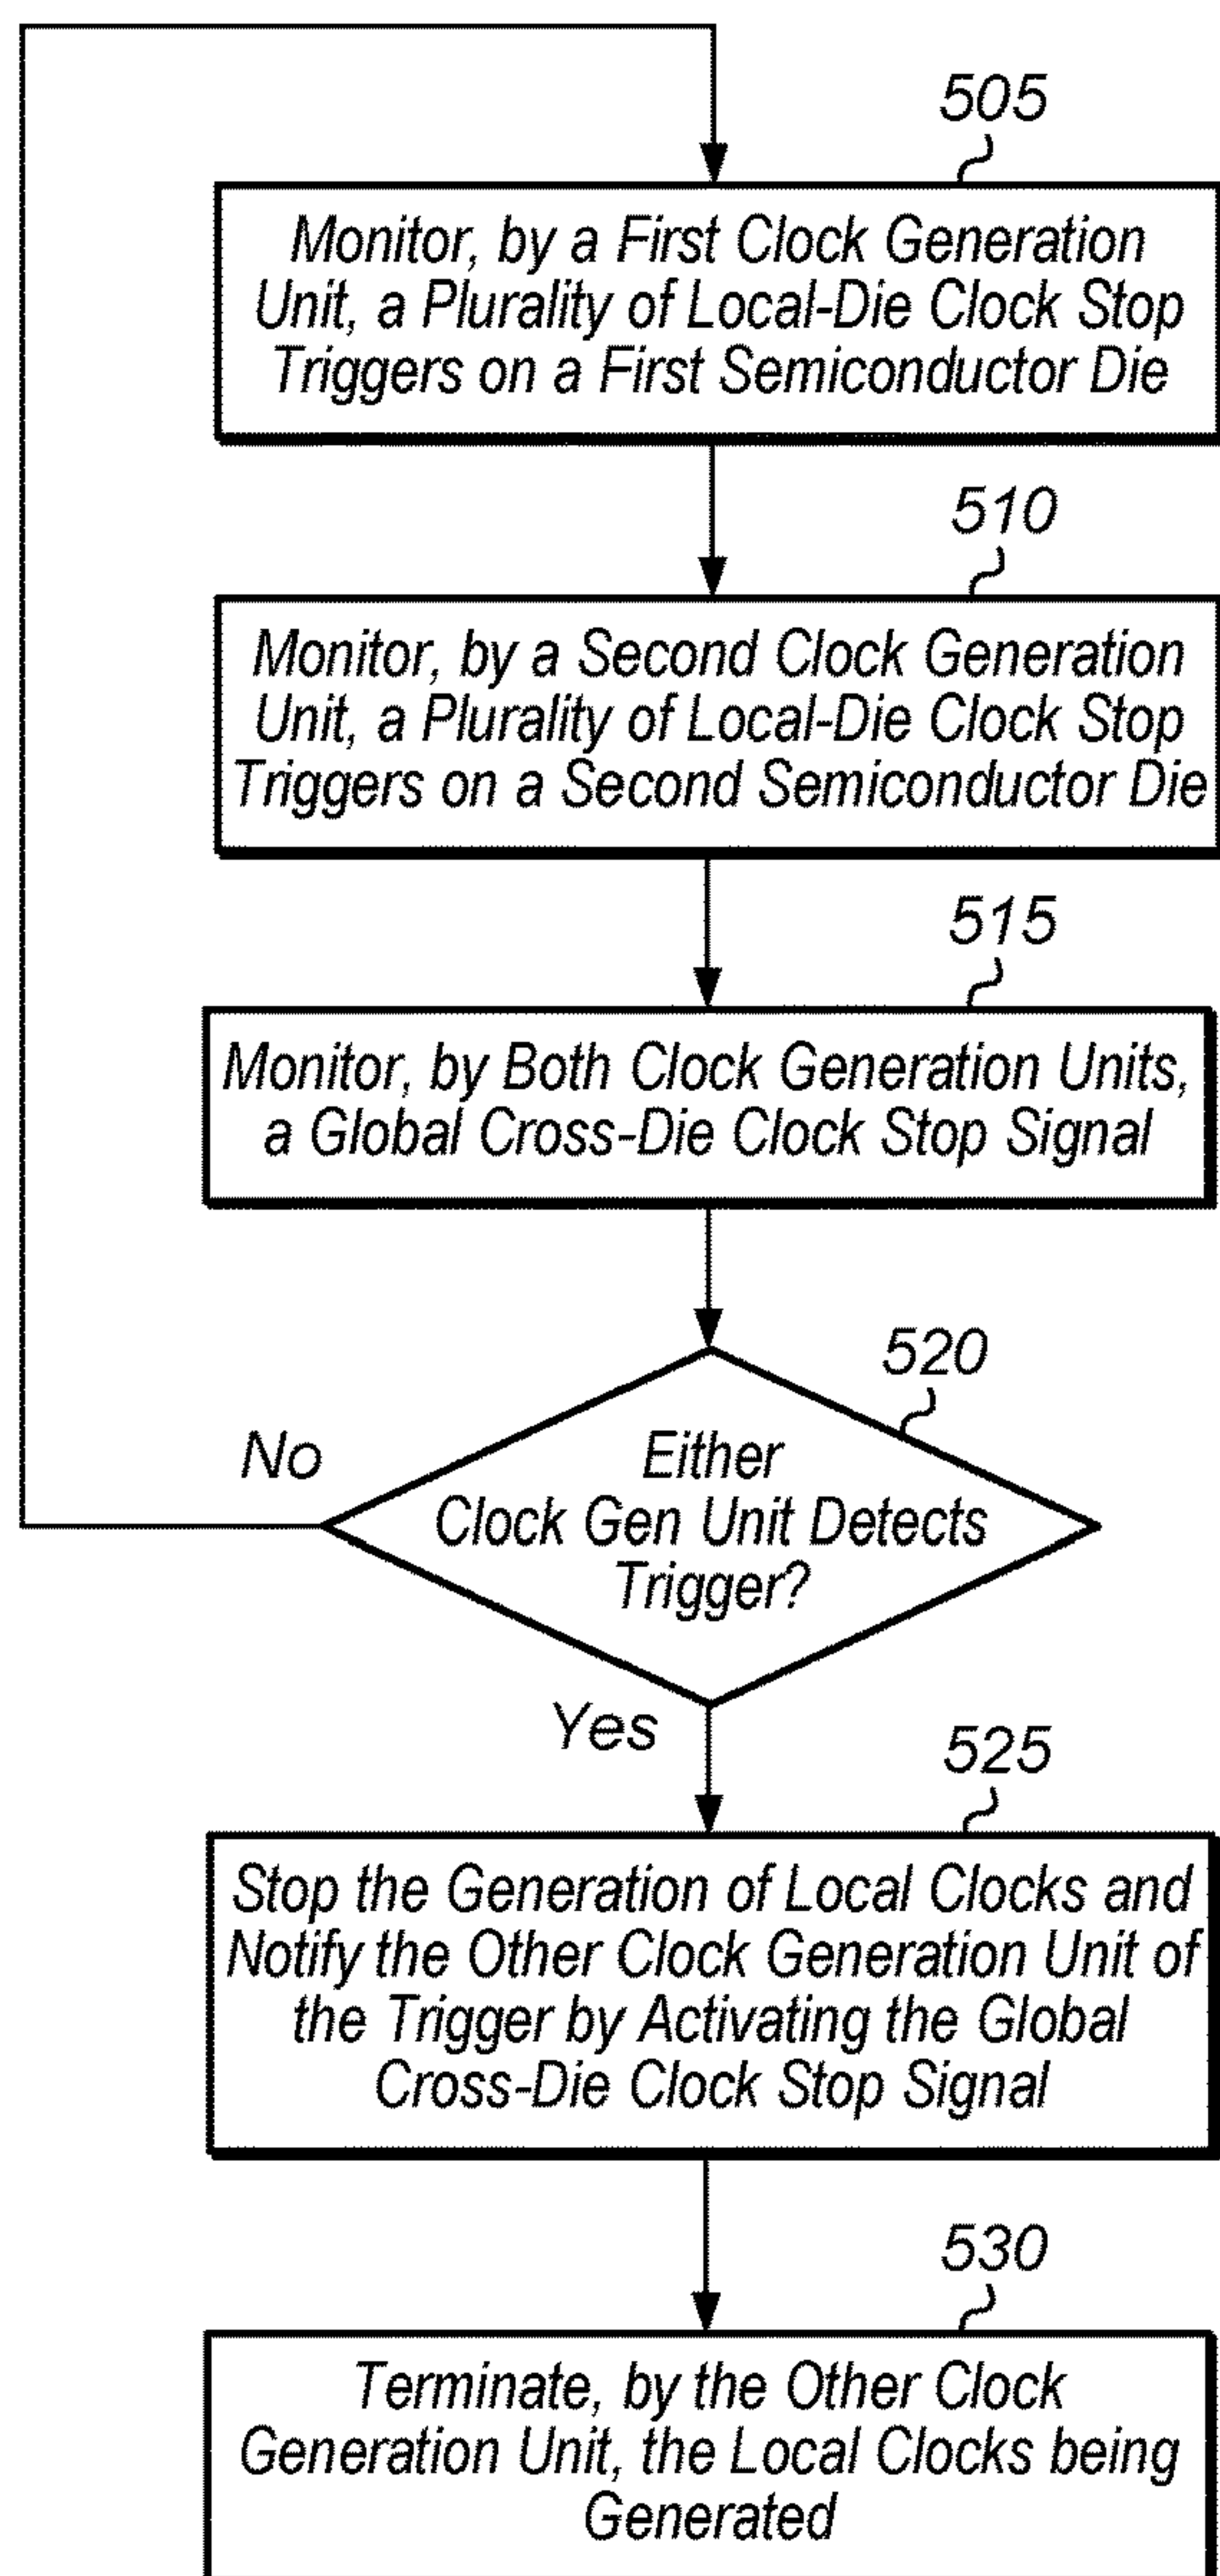 505
Monitor, by a First Clock Generation
Unit, a Plurality of Local-Die Clock Stop
Triggers on a First Semiconductor Die
510
Monitor, by a Second Clock Generation
Unit, a Plurality of Local-Die Clock Stop
Triggers on a Second Semiconductor Die
515
Monitor, by Both Clock Generation Units,
a Global Cross-Die Clock Stop Signal
520
No
Either
Clock Gen Unit Detects
Trigger?
Yes
525
Stop the Generation of Local Clocks and
Notify the Other Clock Generation Unit of
the Trigger by Activating the Global
Cross-Die Clock Stop Signal
530
Terminate, by the Other Clock
Generation Unit, the Local Clocks being
Generated